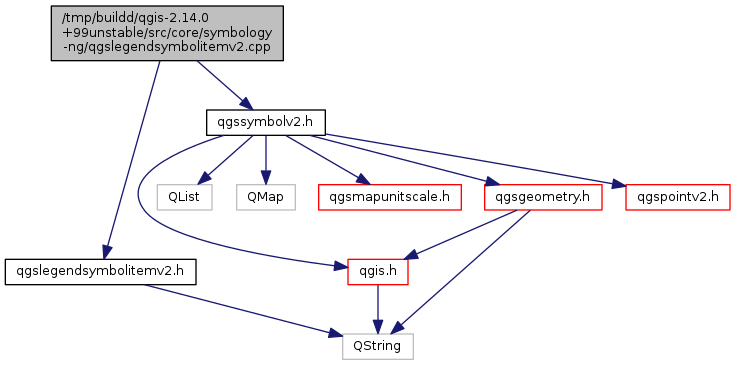 /tmp/buildd/qgis-2.14.0
+99unstable/src/core/symbology
-ng/qgslegendsymbolitemv2.cpp
qgssymbolv2.h
QList
QMap
qgsmapunitscale.h
qgsgeometry.h
qgspointv2.h
qgslegendsymbolitemv2.h
qgis.h
QString